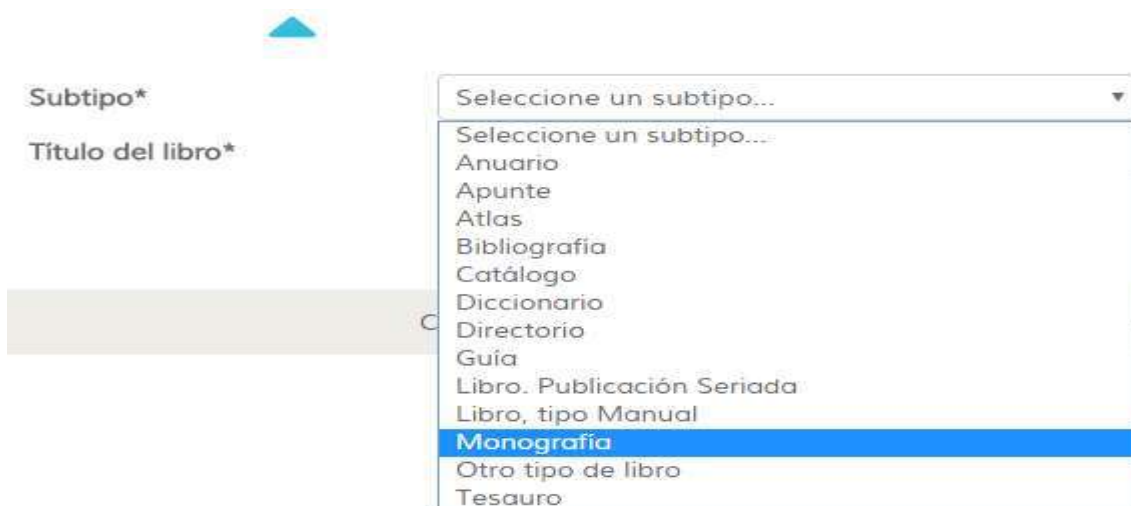 Subtipo*
Seleccione un subtipo...
Título del libro*
Seleccione un subtipo...
Anuario
Apunte
Atlas
Bibliografía
Catálogo
Diccionario
Directorio
Guía
Libro. Publicación Seriada
Libro, tipo Manual
Monografía
Otro tipo de libro
Tesauro